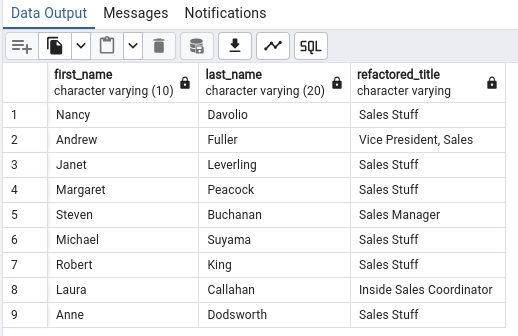 Data Output Messages Notifications
SQL
first_name last_name refactored_title
character varying (10) character varying (20) character varying
1 Nancy Davolio Sales Stuff
2 Andrew Fuller Vice President, Sales
3 Janet Leverling Sales Stuff
4 Margaret Peacock Sales Stuff
5 Steven Buchanan Sales Manager
6 Michael Suyama Sales Stuff
7 Robert King Sales Stuff
8 Laura Callahan Inside Sales Coordinator
9 Anne Dodsworth Sales Stuff